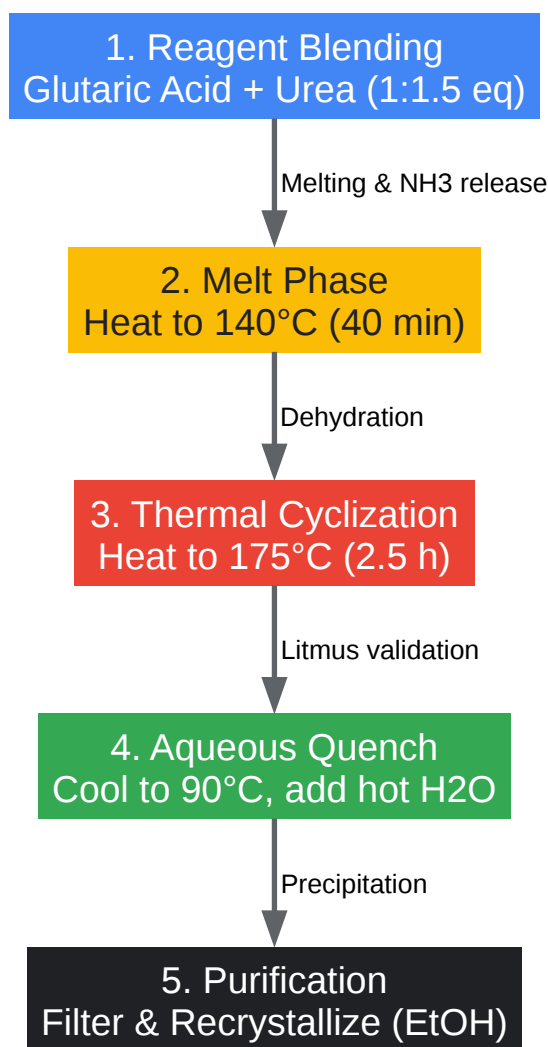 1. Reagent Blending
Glutaric Acid + Urea (1:1.5 eq)
Melting & NH3 release
2. Melt Phase
Heat to 140°C (40 min)
Dehydration
3. Thermal Cyclization
Heat to 175°C (2.5 h)
Litmus validation
4. Aqueous Quench
Cool to 90°C, add hot H2O
Precipitation
5. Purification
Filter & Recrystallize (EtOH)